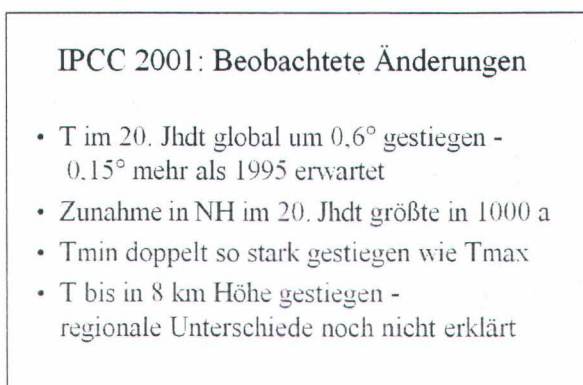 IPCC 2001: Beobachtete Änderungen
• T im 20. Jhdt global um 0,6° gestiegen -
0.15° mehr als 1995 erwartet
• Zunahme in NH im 20. Jhdt größte in 1000 a
• Tmin doppelt so stark gestiegen wie Tmax
• T bis in 8 km Höhe gestiegen -
regionale Unterschiede noch nicht erklärt